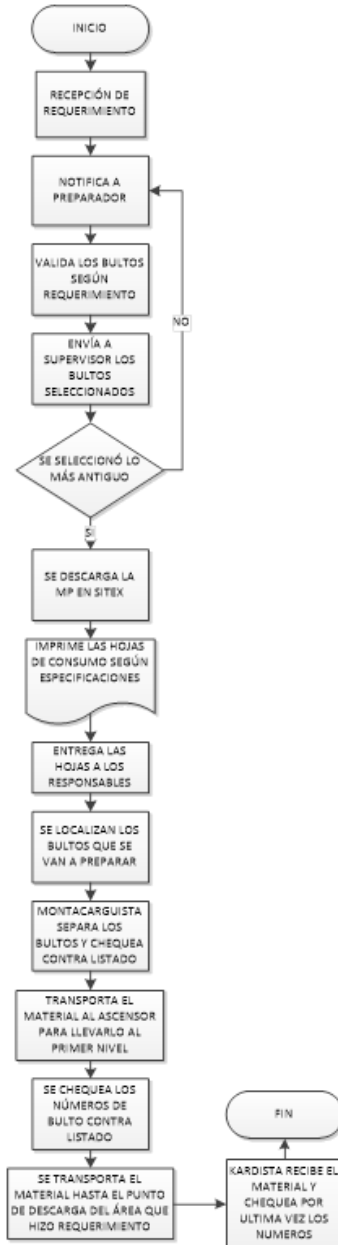 INICIO
RECEPCIÓN DE
REQUERIMIENTO
NOTIFICA A
PREPARADOR
VALIDA LOS BULTOS
SEGÚN
REQUERIMIENTO
NO
ENVÍA A
SUPERVISOR LOS
BULTOS
SELECCIONADOS
SE SELECCIONÓ LO
MÁS ANTIGUO
SI
SE DESCARGA LA
MP EN SITEX
IMPRIME LAS HOJAS
DE CONSUMO SEGÚN
ESPECIFICACIONES
ENTREGA LAS
HOJAS A LOS
RESPONSABLES
SE LOCALIZAN LOS
BULTOS QUE SE
VAN A PREPARAR
MONTACARGUISTA
SEPARA LOS
BULTOS Y CHEQUEA
CONTRA LISTADO
TRANSPORTA EL
MATERIAL AL ASCENSOR
PARA LLEVARLO AL
PRIMER NIVEL
SE CHEQUEA LOS
NÚMEROS DE
BULTO CONTRA
LISTADO
SE TRANSPORTA EL
MATERIAL HASTA EL PUNTO
DE DESCARGA DEL ÁREA QUE
HIZO REQUERIMIENTO
KARDISTA RECIBE EL
MATERIAL Y
CHEQUEA POR
ULTIMA VEZ LOS
NUMEROS
FIN